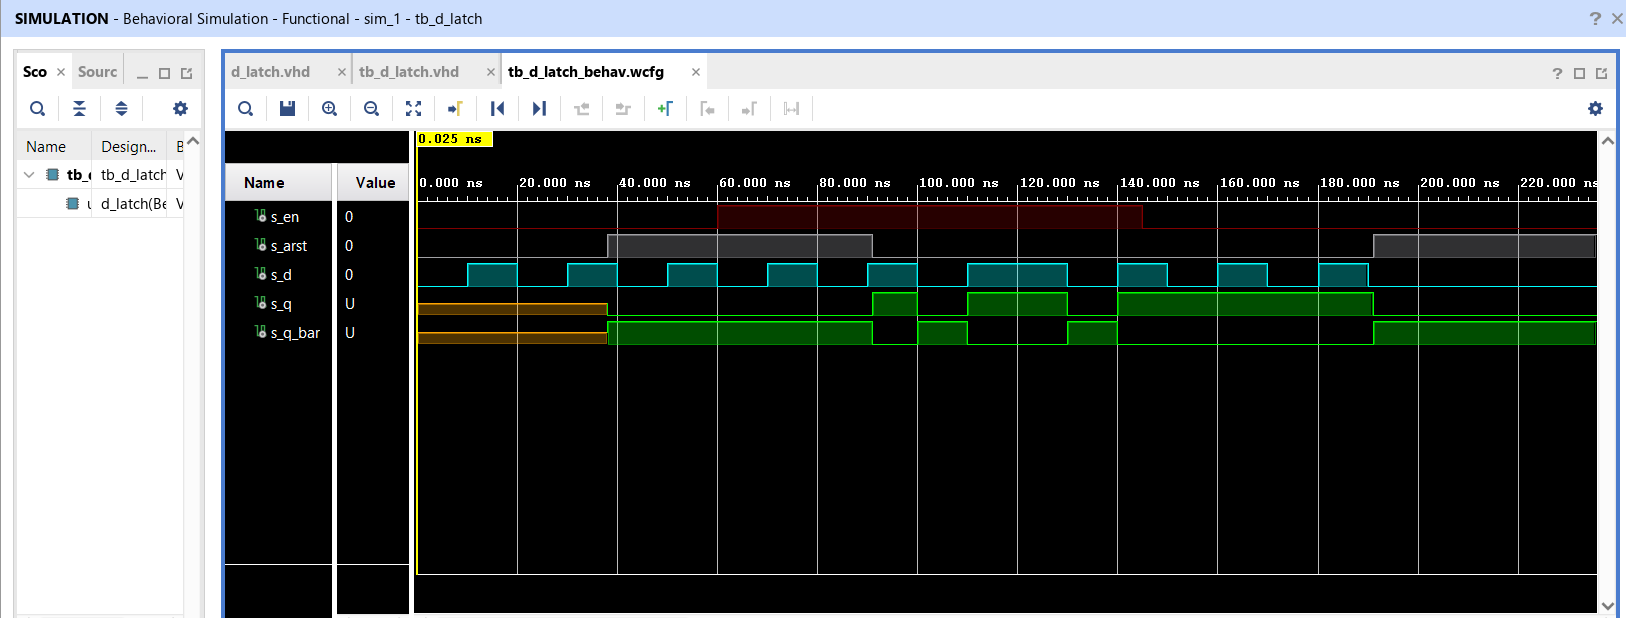 SIMULATION - Behavioral Simulation - Functional - sim_1 - tb_d_latch
Sco Sourc
d_latch.vhd tb_d_latch.vhd tb_d_latch_behav.wcfg
Name Design... B
tb_d tb_d_latch V
u d_latch(Be V
0.025 ns
Name Value
0.000 ns 20.000 ns 40.000 ns 60.000 ns 80.000 ns 100.000 ns 120.000 ns 140.000 ns 160.000 ns 180.000 ns 200.000 ns 220.000 ns
s_en 0
s_arst 0
s_d 0
s_q U
s_q_bar U